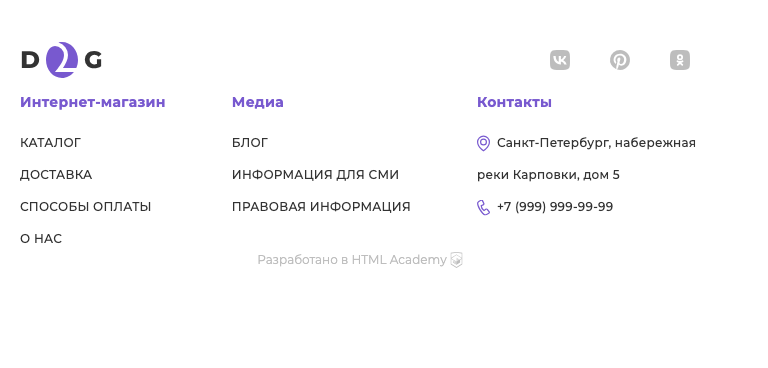 D2G
Интернет-магазин
КАТАЛОГ
ДОСТАВКА
СПОСОБЫ ОПЛАТЫ
О НАС
Медиа
БЛОГ
ИНФОРМАЦИЯ ДЛЯ СМИ
ПРАВОВАЯ ИНФОРМАЦИЯ
Контакты
Санкт-Петербург, набережная
реки Карповки, дом 5
+7 (999) 999-99-99
Разработано в HTML Academy